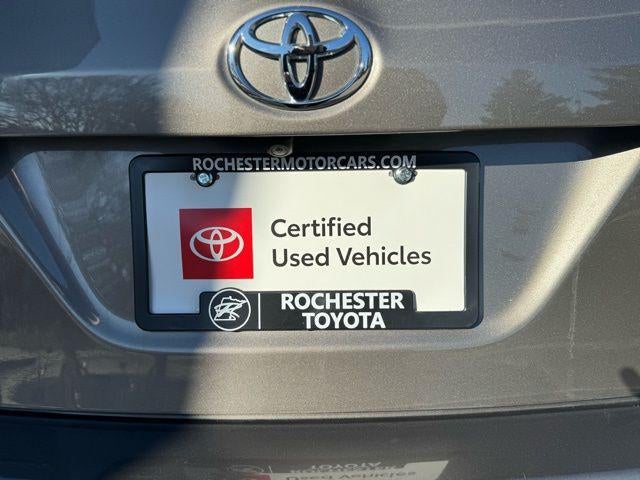 ROCHESTERMOTORCARS.COM
Certified
Used Vehicles
ROCHESTER
TOYOTA